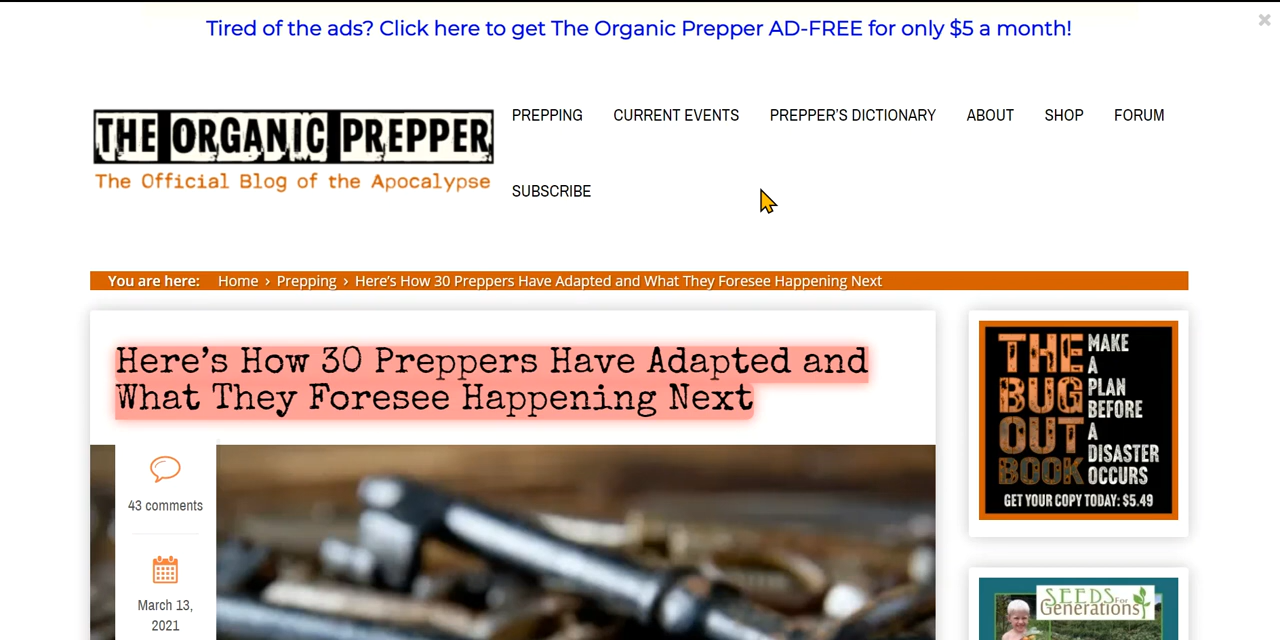 Tired of the ads? Click here to get The Organic Prepper AD-FREE for only $5 a month!
THE ORGANIC PREPPER
The Official Blog of the Apocalypse
PREPPING CURRENT EVENTS PREPPER'S DICTIONARY ABOUT SHOP FORUM
SUBSCRIBE
You are here: Home › Prepping › Here's How 30 Preppers Have Adapted and What They Foresee Happening Next
Here's How 30 Preppers Have Adapted and
What They Foresee Happening Next
43 comments
March 13,
2021
THE
BUG
OUT
BOOK
MAKE
A
PLAN
BEFORE
A
DISASTER
OCCURS
GET YOUR COPY TODAY: $5.49
SEEDS For
Generations